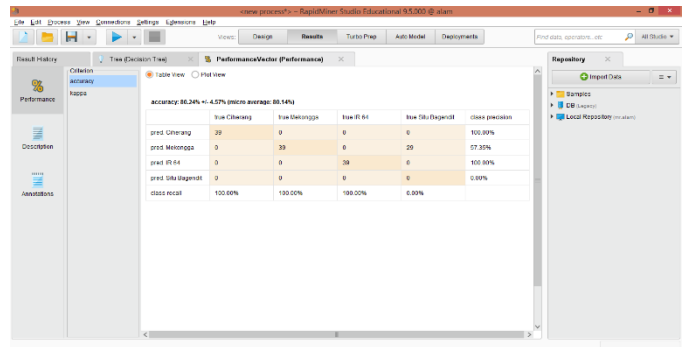 <new process*> – RapidMiner Studio Educational 9.5.000 @ alam
File Edit Process View Connections Settings Extensions Help
Views: Design Results Turbo Prep Auto Model Deployments Find data, operators...etc All Studio
Result History Tree (Decision Tree) PerformanceVector (Performance) Repository
Performance
Description
Annotations
Criterion
accuracy
kappa
Table View Plot View
accuracy: 80.24% +/- 4.57% (micro average: 80.14%)
true Ciherang true Mekongga true IR 64 true Situ Bagendit class precision
pred. Ciherang 39 0 0 0 100.00%
pred. Mekongga 0 39 0 29 57.35%
pred. IR 64 0 0 39 0 100.00%
pred. Situ Bagendit 0 0 0 0 0.00%
class recall 100.00% 100.00% 100.00% 0.00%
Import Data
Samples
DB (Legacy)
Local Repository